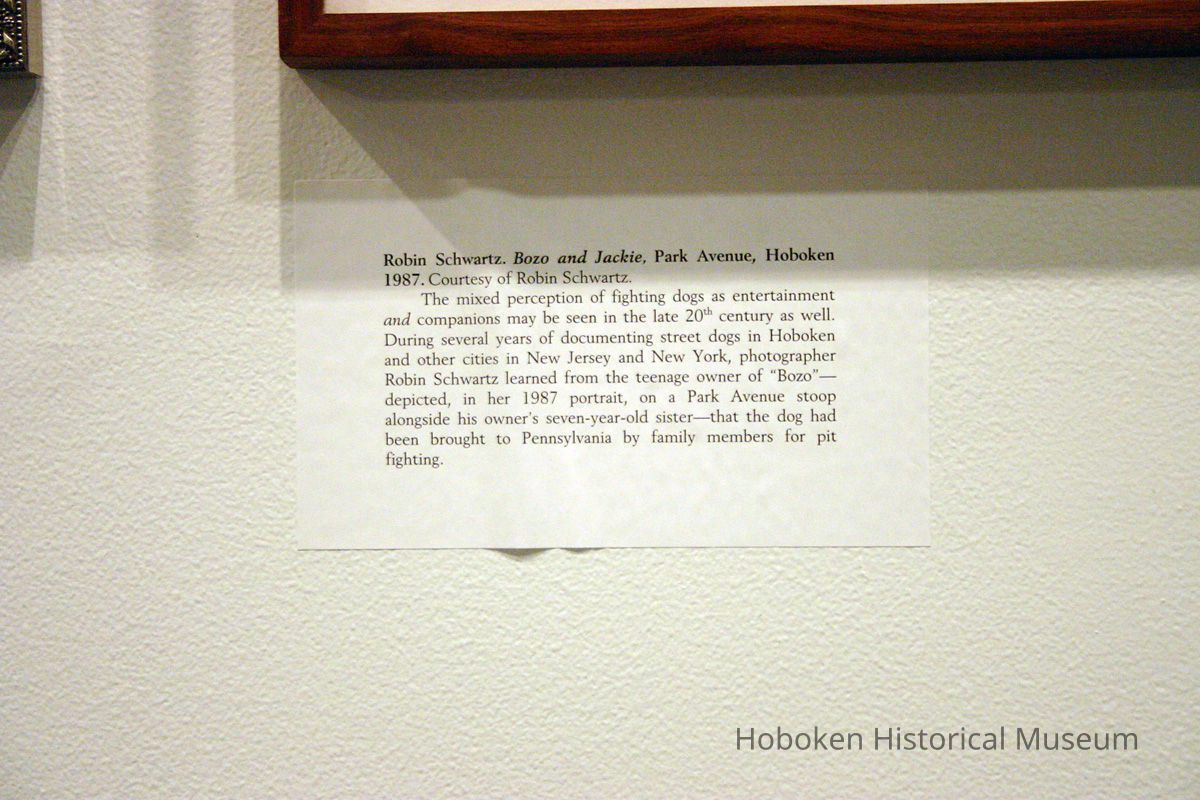 Robin Schwartz. Bozo and Jackie, Park Avenue, Hoboken
1987. Courtesy of Robin Schwartz.
The mixed perception of fighting dogs as entertainment
and companions may be seen in the late 20th century as well.
During several years of documenting street dogs in Hoboken
and other cities in New Jersey and New York, photographer
Robin Schwartz learned from the teenage owner of “Bozo”—
depicted, in her 1987 portrait, on a Park Avenue stoop
alongside his owner's seven-year-old sister—that the dog had
been brought to Pennsylvania by family members for pit
fighting.
Hoboken Historical Museum